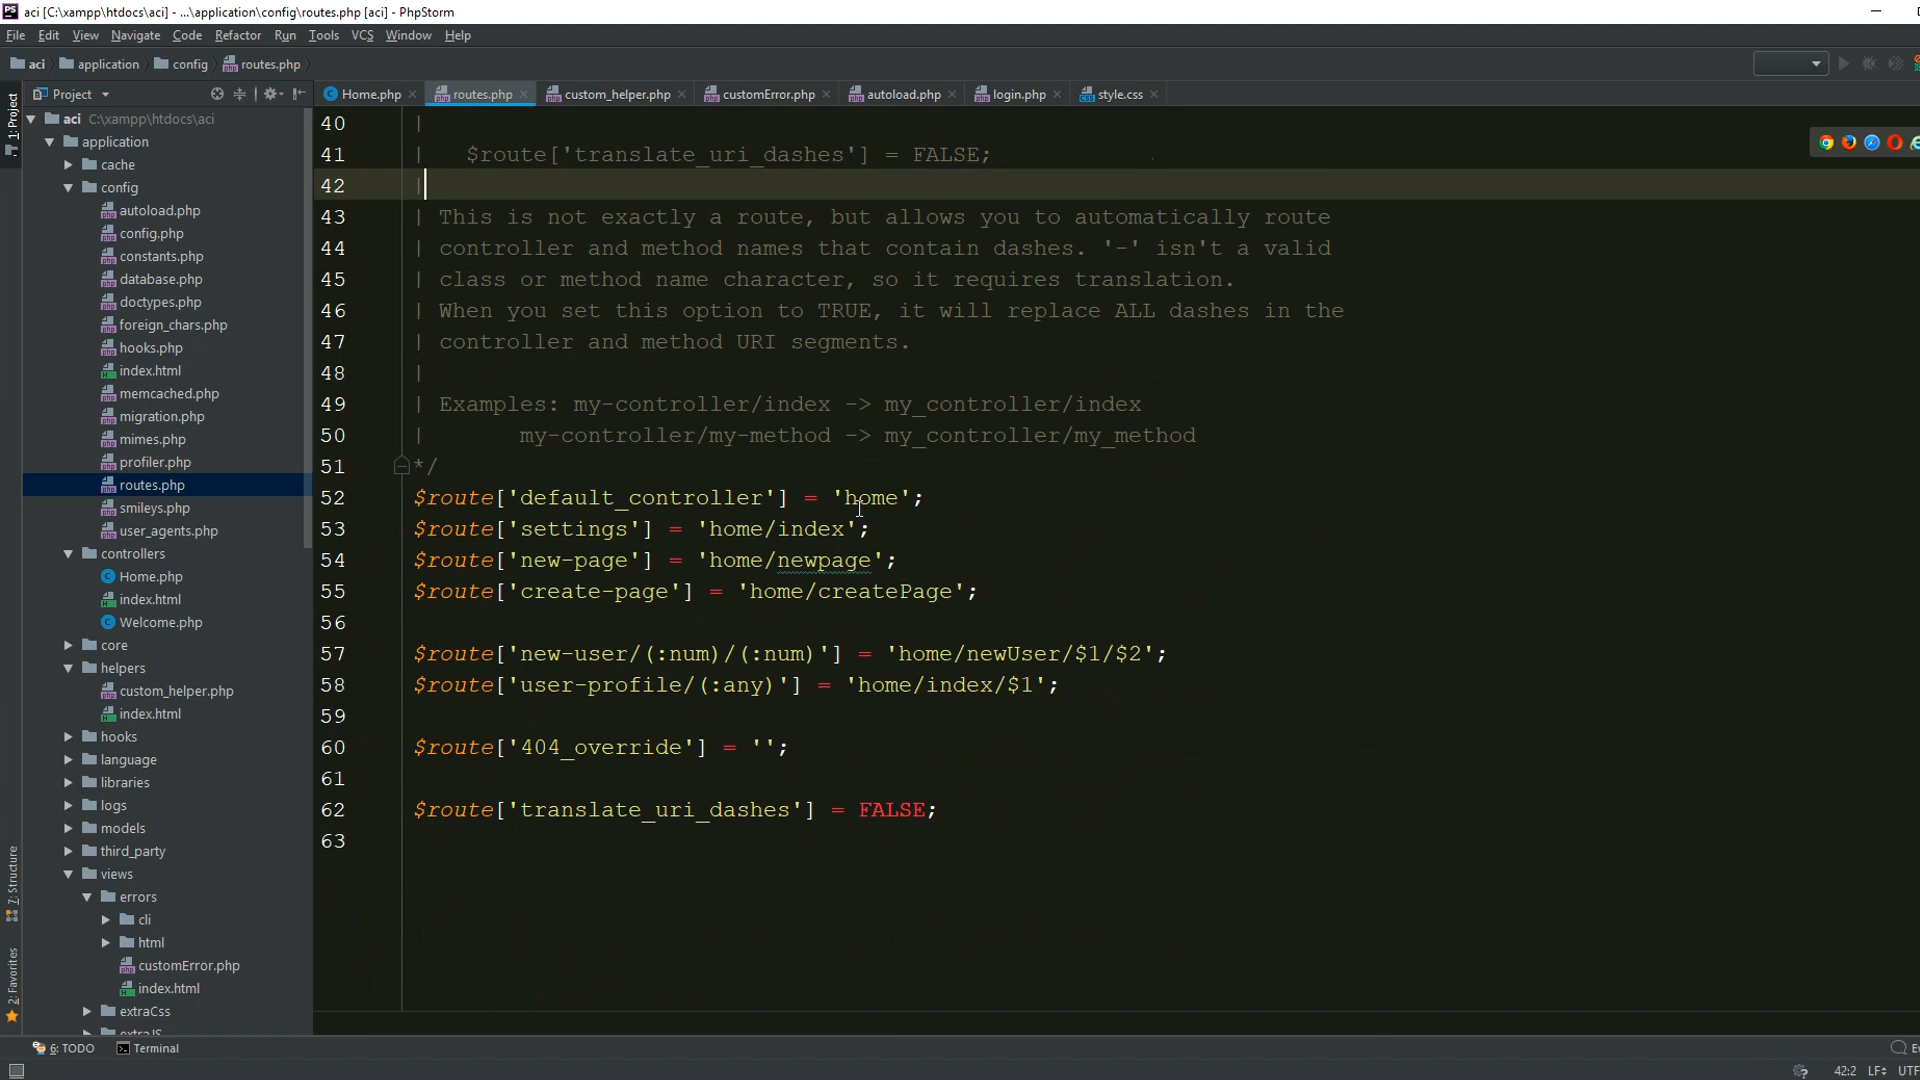 aci [C:\xampp\htdocs\aci] - ...\application\config\routes.php [aci] - PhpStorm
File Edit View Navigate Code Refactor Run Tools VCS Window Help
aci application config routes.php
1: Project
Project
Home.php routes.php custom_helper.php customError.php autoload.php login.php style.css
aci C:\xampp\htdocs\aci
application
cache
config
autoload.php
config.php
constants.php
database.php
doctypes.php
foreign_chars.php
hooks.php
index.html
memcached.php
migration.php
mimes.php
profiler.php
routes.php
smileys.php
user_agents.php
controllers
Home.php
index.html
Welcome.php
core
helpers
custom_helper.php
index.html
hooks
language
libraries
logs
models
third_party
views
errors
cli
html
customError.php
index.html
extraCss
extraJS
40 |
41 | $route['translate_uri_dashes'] = FALSE;
42 |
43 | This is not exactly a route, but allows you to automatically route
44 | controller and method names that contain dashes. '-' isn't a valid
45 | class or method name character, so it requires translation.
46 | When you set this option to TRUE, it will replace ALL dashes in the
47 | controller and method URI segments.
48 |
49 | Examples: my-controller/index -> my_controller/index
50 | my-controller/my-method -> my_controller/my_method
51 */
52 $route['default_controller'] = 'home';
53 $route['settings'] = 'home/index';
54 $route['new-page'] = 'home/newpage';
55 $route['create-page'] = 'home/createPage';
56
57 $route['new-user/(:num)/(:num)'] = 'home/newUser/$1/$2';
58 $route['user-profile/(:any)'] = 'home/index/$1';
59
60 $route['404_override'] = '';
61
62 $route['translate_uri_dashes'] = FALSE;
63
7: Structure
2: Favorites
6: TODO Terminal
42:2 LF UTF